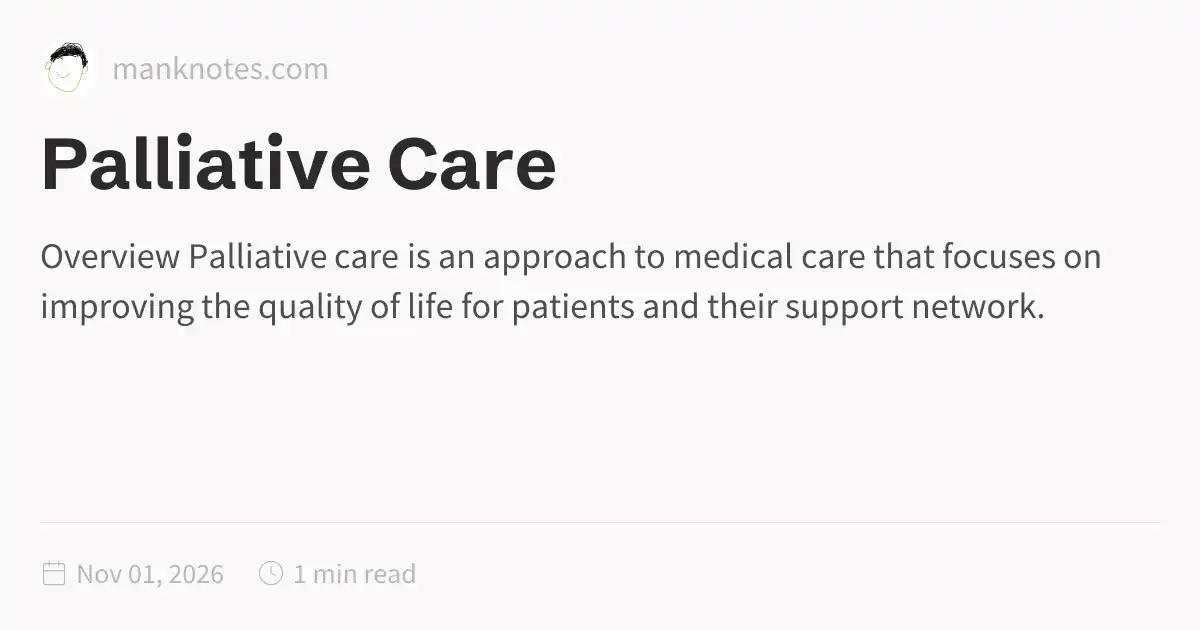 manknotes.com
Palliative Care
Overview Palliative care is an approach to medical care that focuses on
improving the quality of life for patients and their support network.
Nov 01, 2026 1 min read